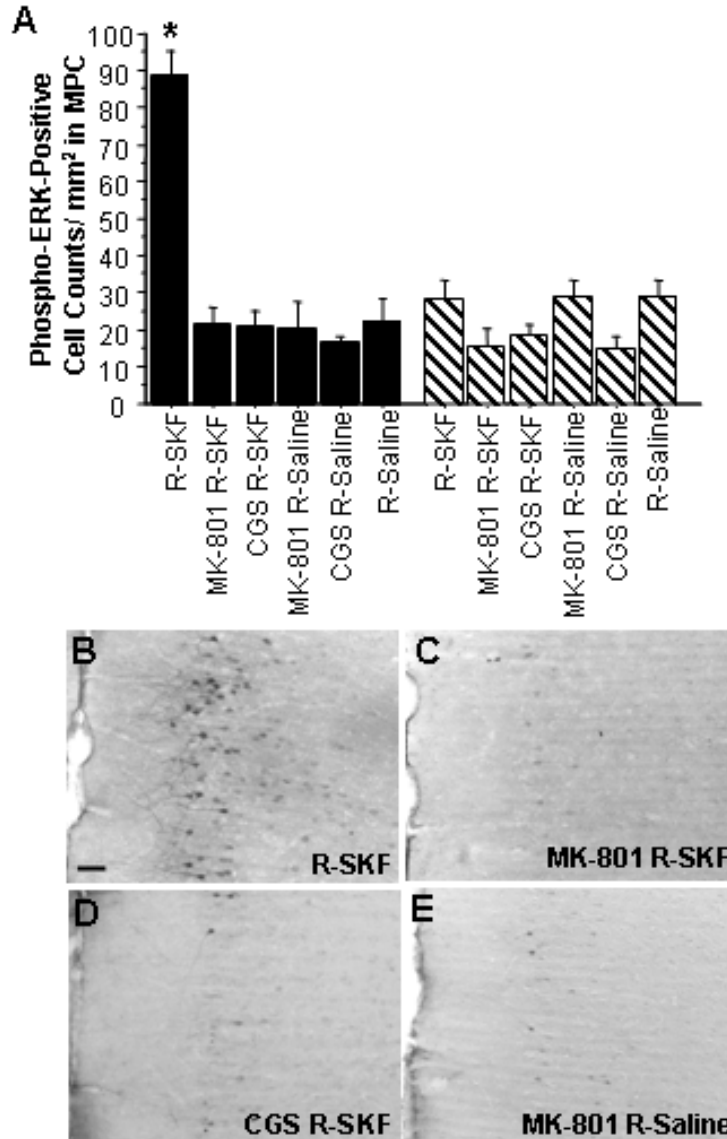 A
*
Phospho-ERK-Positive
Cell Counts/ mm² in MPC
100
90
80
70
60
50
40
30
20
10
0
R-SKF
MK-801 R-SKF
CGS R-SKF
MK-801 R-Saline
CGS R-Saline
R-Saline
R-SKF
MK-801 R-SKF
CGS R-SKF
MK-801 R-Saline
CGS R-Saline
R-Saline
B
R-SKF
C
MK-801 R-SKF
D
CGS R-SKF
E
MK-801 R-Saline